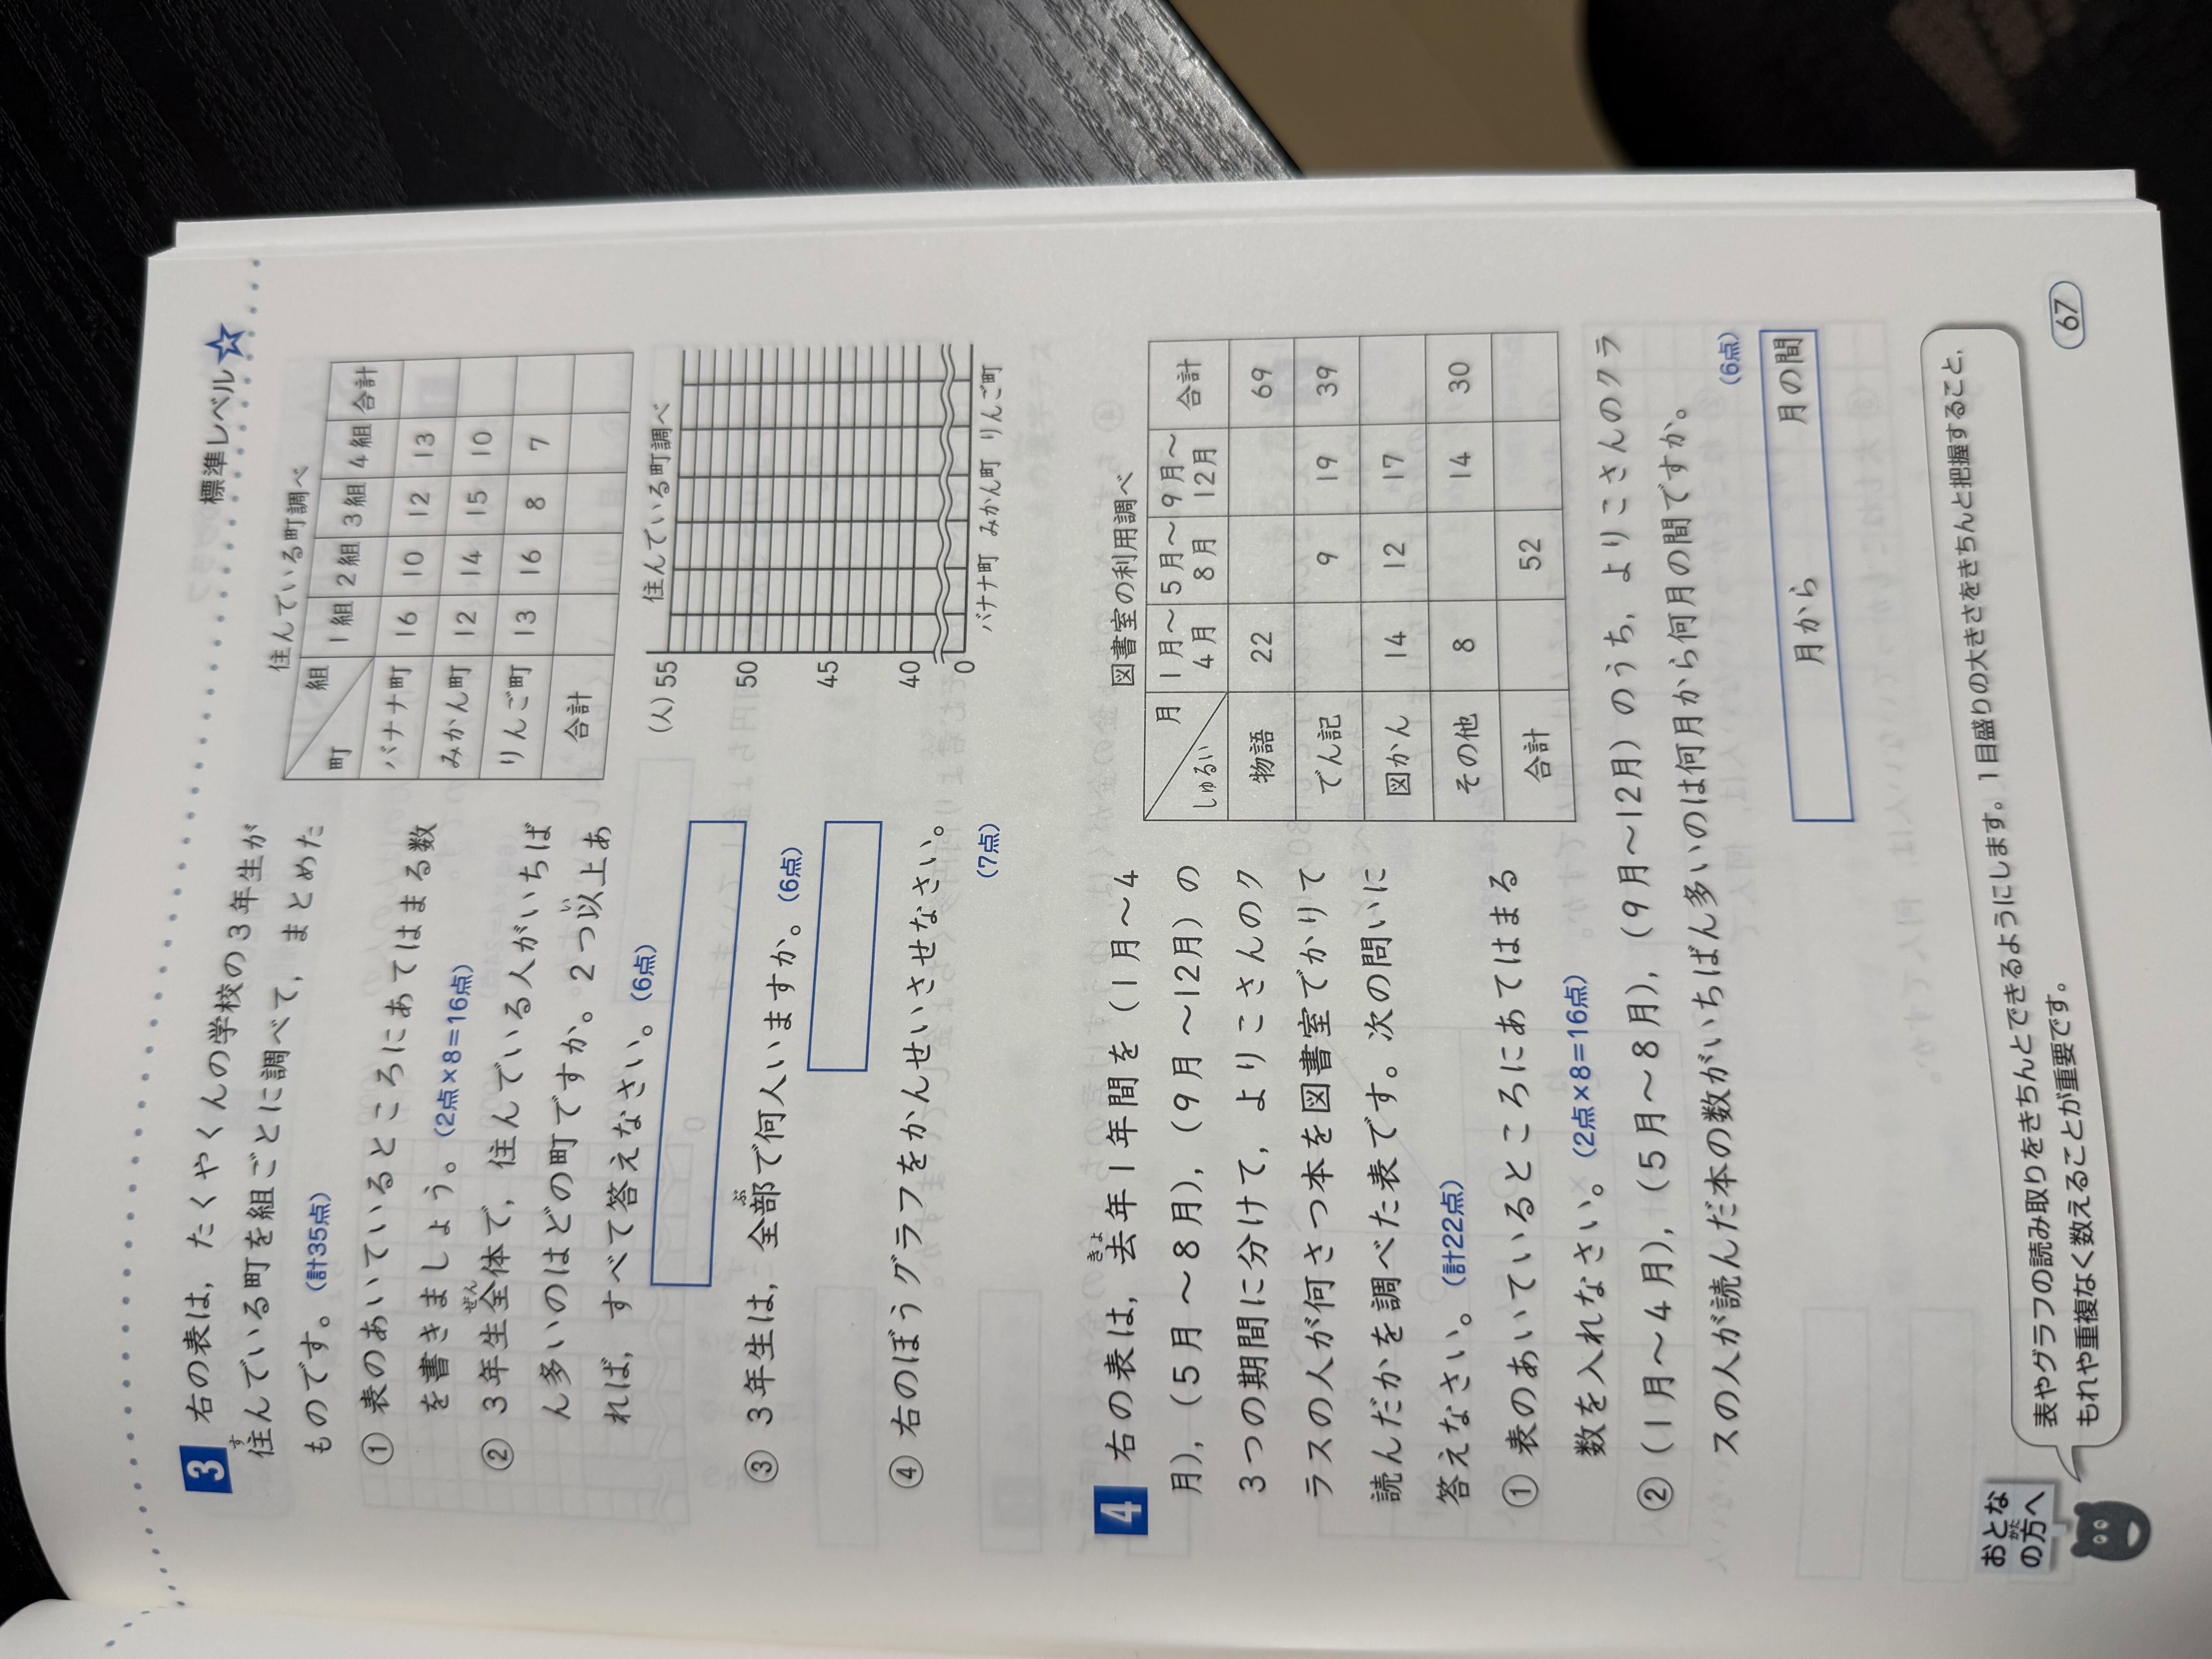 標準レベル☆
3 右の表は，たくやくんの学校の3年生が
す
住んでいる町を組ごとに調べて，まとめた
ものです。（計35点）
① 表のあいているところにあてはまる数
を書きましょう。（2点×8＝16点）
ぜん
② 3年生全体で，住んでいる人がいちば
ん多いのはどの町ですか。2つ以上あ
い
れば，すべて答えなさい。（6点）
ぶ
③ 3年生は，全部で何人いますか。（6点）
④ 右のぼうグラフをかんせいさせなさい。
（7点）
住んでいる町調べ
組 町 1組 2組 3組 4組 合計
バナナ町 16 10 12 13
みかん町 12 14 15 10
りんご町 13 16 8 7
合計
住んでいる町調べ
（人）
55
50
45
40
0
バナナ町 みかん町 りんご町
きょ
4 右の表は，去年1年間を（1月～4
月），（5月～8月），（9月～12月）の
3つの期間に分けて，よりこさんのク
ラスの人が何さつ本を図書室でかりて
読んだかを調べた表です。次の問いに
答えなさい。（計22点）
① 表のあいているところにあてはまる
数を入れなさい。（2点×8＝16点）
図書室の利用調べ
月 しゅるい 1月～4月 5月～8月 9月～12月 合計
物語 22 69
でん記 9 19 39
図かん 14 12 17
その他 8 14 30
合計 52
②（1月～4月），（5月～8月），（9月～12月）のうち，よりこさんのクラ
スの人が読んだ本の数がいちばん多いのは何月から何月の間ですか。
（6点）
月から 月の間
おとな
の方へ
かた
表やグラフの読み取りをきちんとできるようにします。1目盛りの大きさをきちんと把握すること，
もれや重複なく数えることが重要です。
67